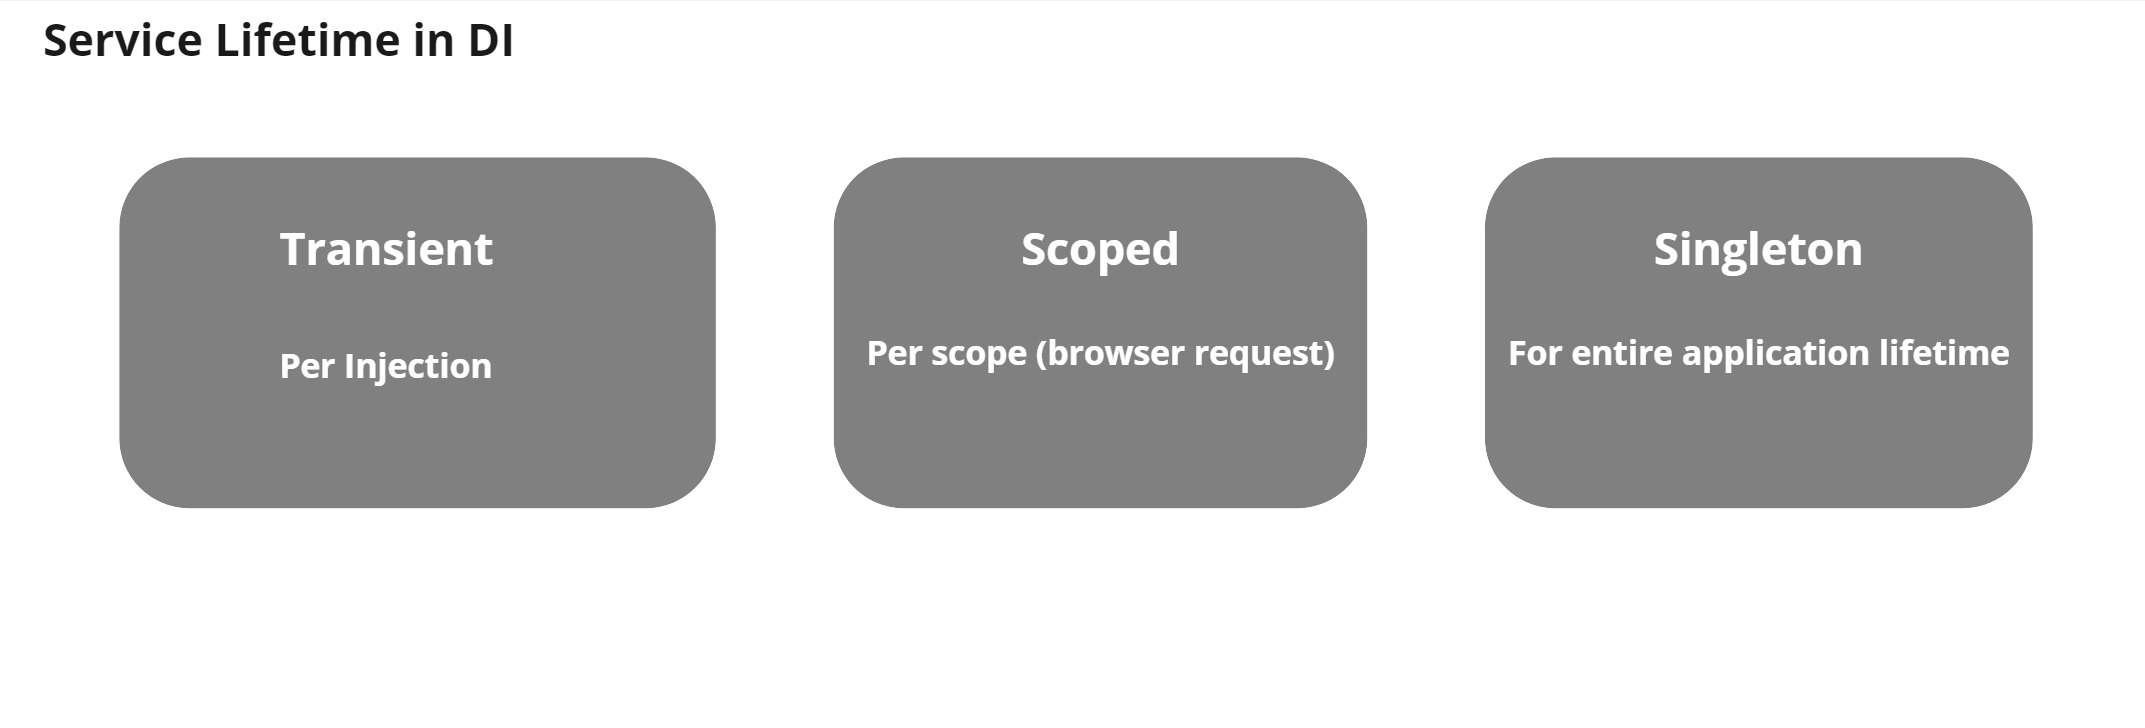 Service Lifetime in DI
Transient
Per Injection
Scoped
Per scope (browser request)
Singleton
For entire application lifetime